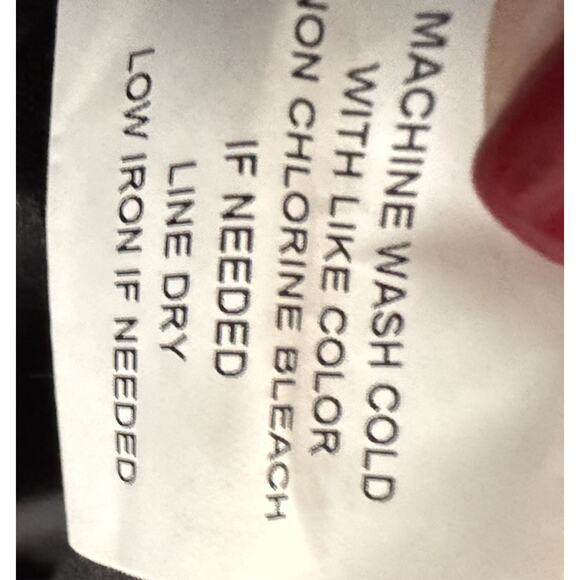 MACHINE WASH COLD
WITH LIKE COLOR
NON CHLORINE BLEACH
IF NEEDED
LINE DRY
LOW IRON IF NEEDED